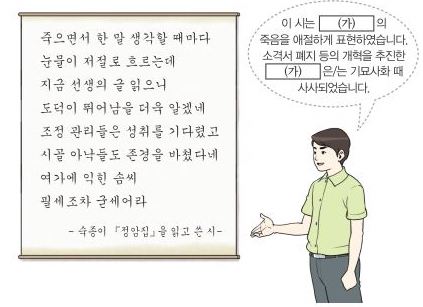 죽으면서 한 말 생각할 때마다
눈물이 저절로 흐르는데
지금 선생의 글 읽으니
도덕이 뛰어남을 더욱 알겠네
조정 관리들은 성취를 기다렸고
시골 아낙들도 존경을 바쳤다네
여가에 익힌 솜씨
필세조차 굳세어라
- 숙종이 『정암집』을 읽고 쓴 시-
이 시는 (가) 의
죽음을 애절하게 표현하였습니다.
소격서 폐지 등의 개혁을 추진한
(가) 은/는 기묘사화 때
사사되었습니다.